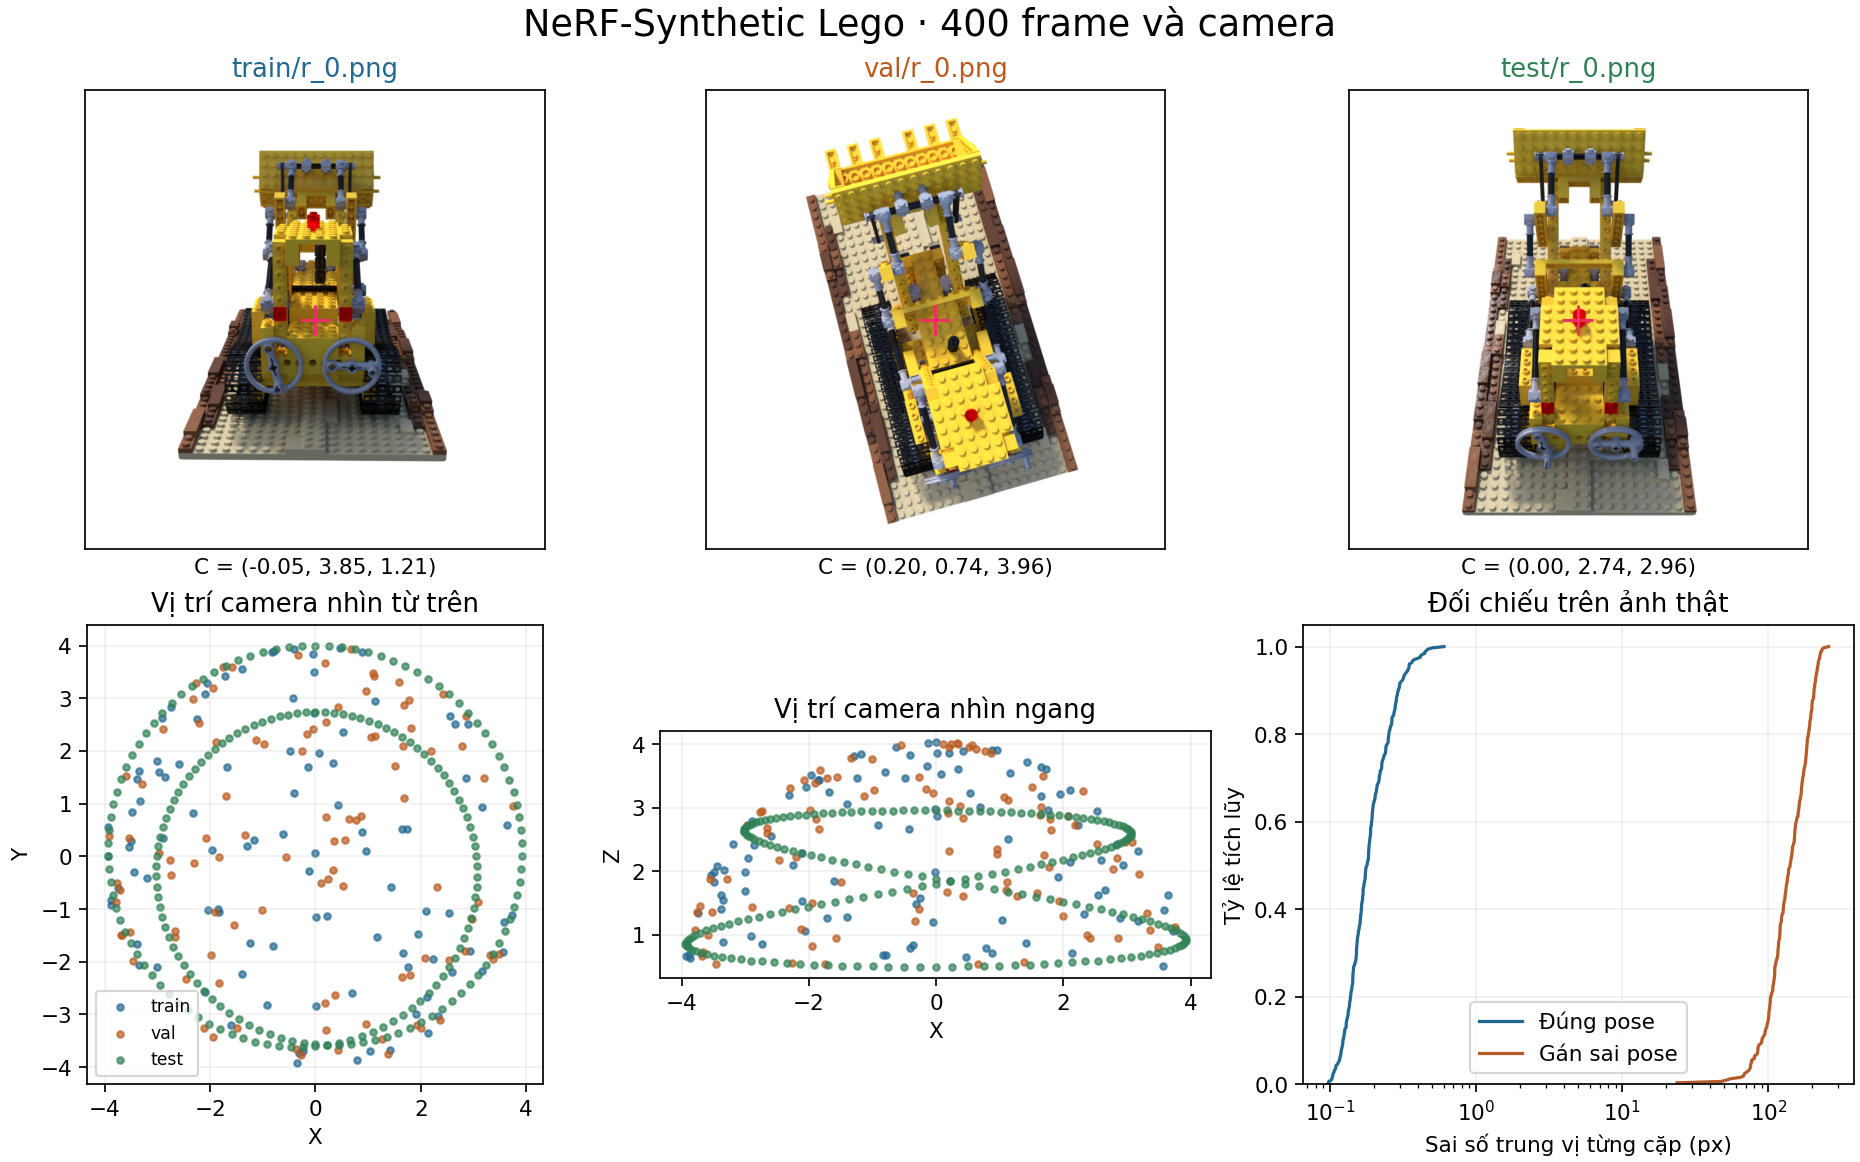 NeRF-Synthetic Lego · 400 frame và camera
train/r_0.png
val/r_0.png
test/r_0.png
C = (-0.05, 3.85, 1.21)
C = (0.20, 0.74, 3.96)
C = (0.00, 2.74, 2.96)
Vị trí camera nhìn từ trên
4
3
2
1
0
−1
−2
−3
−4
Y
train
val
test
−4
−2
0
2
4
X
Vị trí camera nhìn ngang
4
3
2
1
Z
−4
−2
0
2
4
X
Đối chiếu trên ảnh thật
1.0
0.8
0.6
0.4
0.2
0.0
Tỷ lệ tích lũy
Đúng pose
Gán sai pose
10⁻¹
10⁰
10¹
10²
Sai số trung vị từng cặp (px)